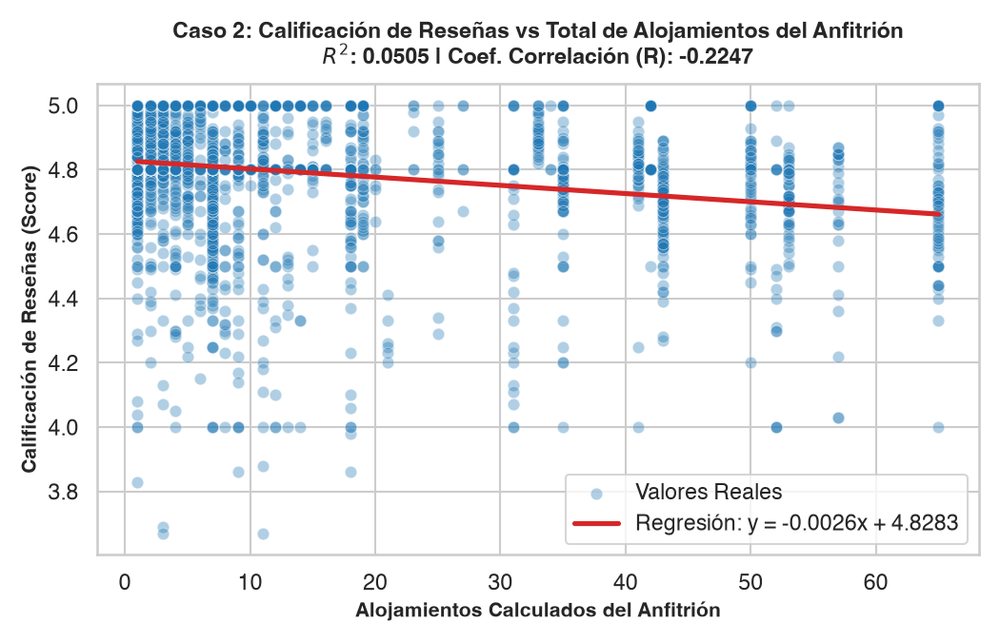 Caso 2: Calificación de Reseñas vs Total de Alojamientos del Anfitrión
R²: 0.0505 | Coef. Correlación (R): -0.2247
Calificación de Reseñas (Score)
5.0
4.8
4.6
4.4
4.2
4.0
3.8
Valores Reales
Regresión: y = -0.0026x + 4.8283
0 10 20 30 40 50 60
Alojamientos Calculados del Anfitrión